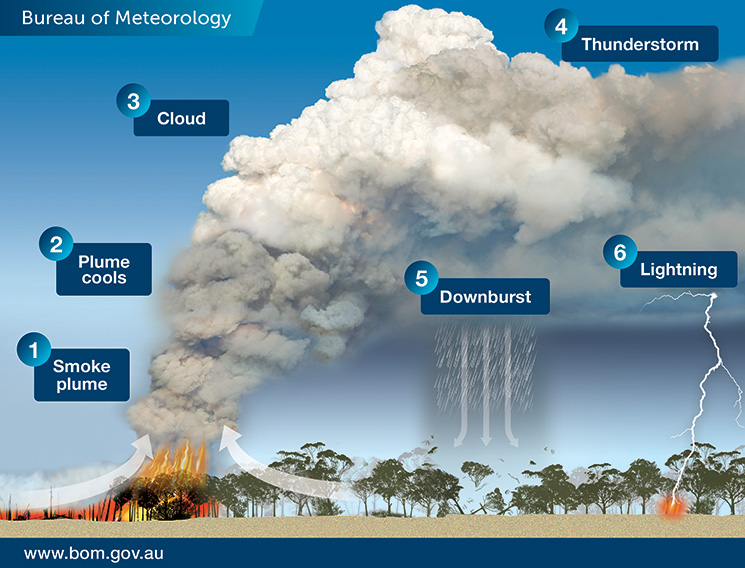 Bureau of Meteorology
4
Thunderstorm
3
Cloud
2
Plume
cools
6
Lightning
5
Downburst
1
Smoke
plume
www.bom.gov.au